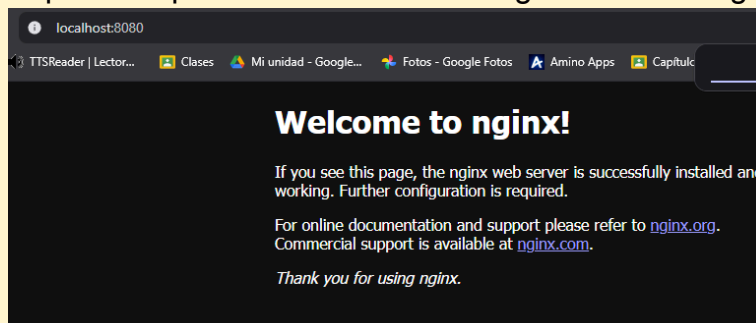 localhost:8080
TTSReader | Lector... Clases Mi unidad - Google... Fotos - Google Fotos Amino Apps
Welcome to nginx!
If you see this page, the nginx web server is successfully installed and
working. Further configuration is required.
For online documentation and support please refer to nginx.org.
Commercial support is available at nginx.com.
Thank you for using nginx.